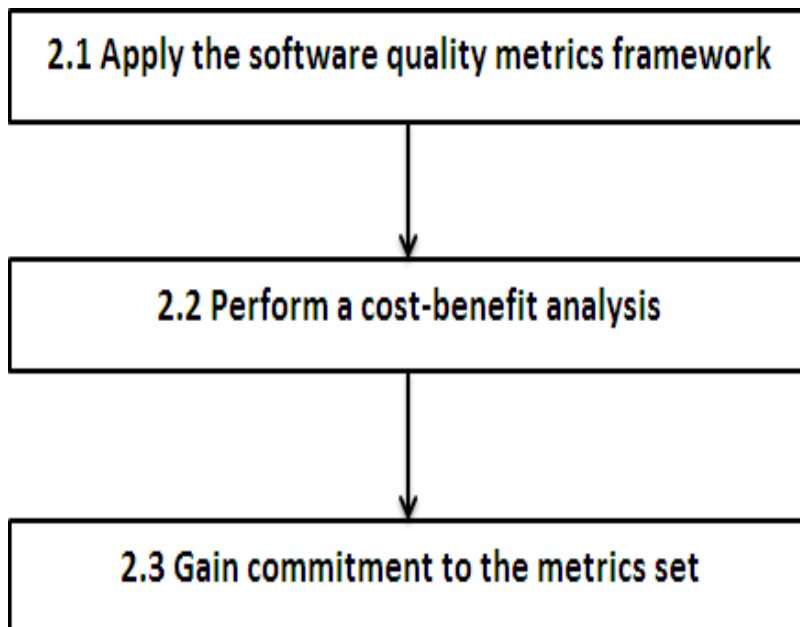 2.1 Apply the software quality metrics framework
2.2 Perform a cost-benefit analysis
2.3 Gain commitment to the metrics set